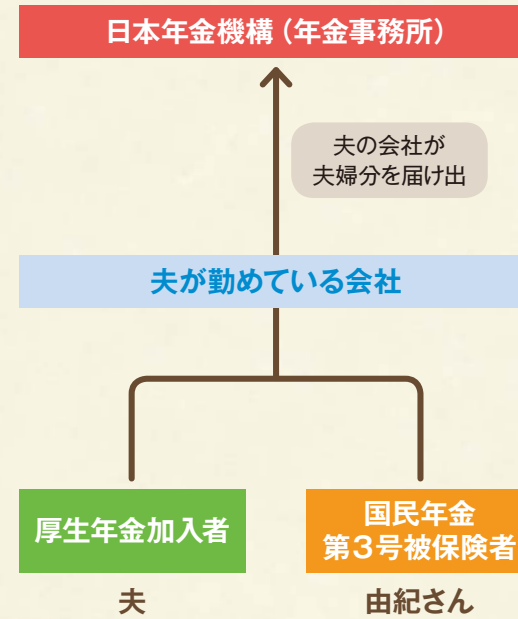 日本年金機構（年金事務所）
夫の会社が
夫婦分を届け出
夫が勤めている会社
厚生年金加入者
国民年金
第3号被保険者
夫
由紀さん